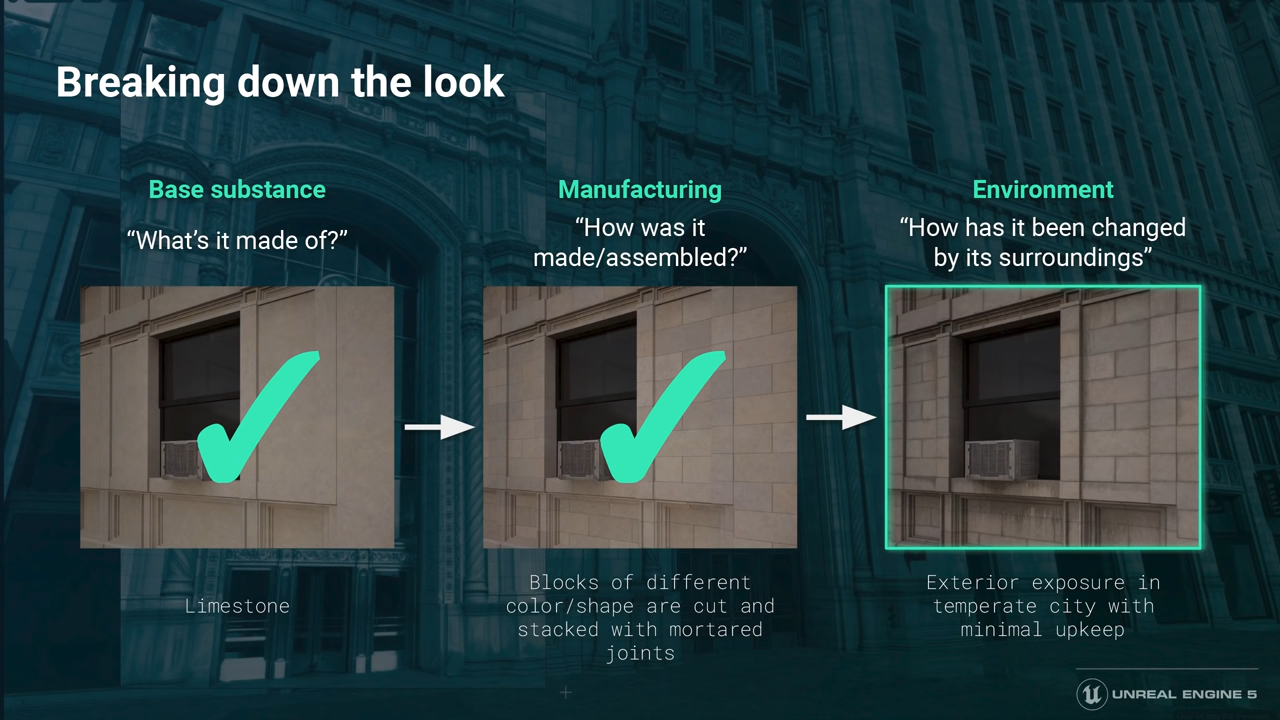 Breaking down the look
Base substance
“What’s it made of?”
Limestone
Manufacturing
“How was it
made/assembled?”
Blocks of different
color/shape are cut and
stacked with mortared
joints
Environment
“How has it been changed
by its surroundings”
Exterior exposure in
temperate city with
minimal upkeep
UNREAL ENGINE 5